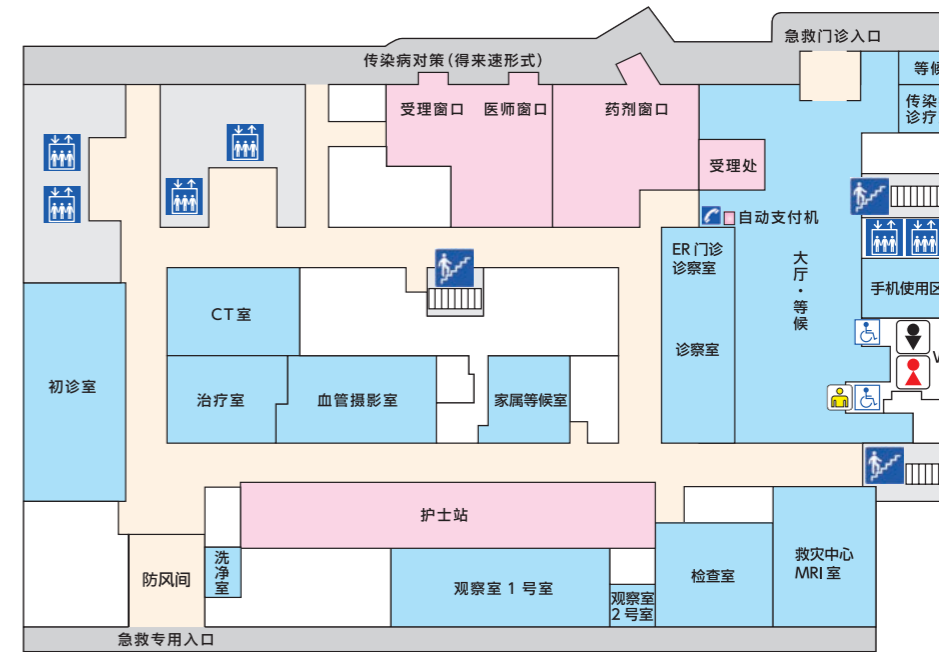 急救门诊入口
传染病对策(得来速形式)
等候
受理窗口
医师窗口
药剂窗口
传染
诊疗
受理处
自动支付机
ER 门诊
诊察室
大厅・等候
手机使用区
CT 室
诊察室
初诊室
治疗室
血管摄影室
家属等候室
护士站
防风间
洗净室
观察室 1 号室
观察室
2 号室
检查室
救灾中心
MRI 室
急救专用入口